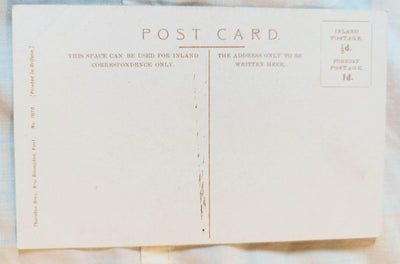 POST CARD.
THIS SPACE CAN BE USED FOR INLAND
CORRESPONDENCE ONLY.
THE ADDRESS ONLY TO BE
WRITTEN HERE.
INLAND
POSTAGE,
½d.
FOREIGN
POSTAGE,
1d.
[Printed in